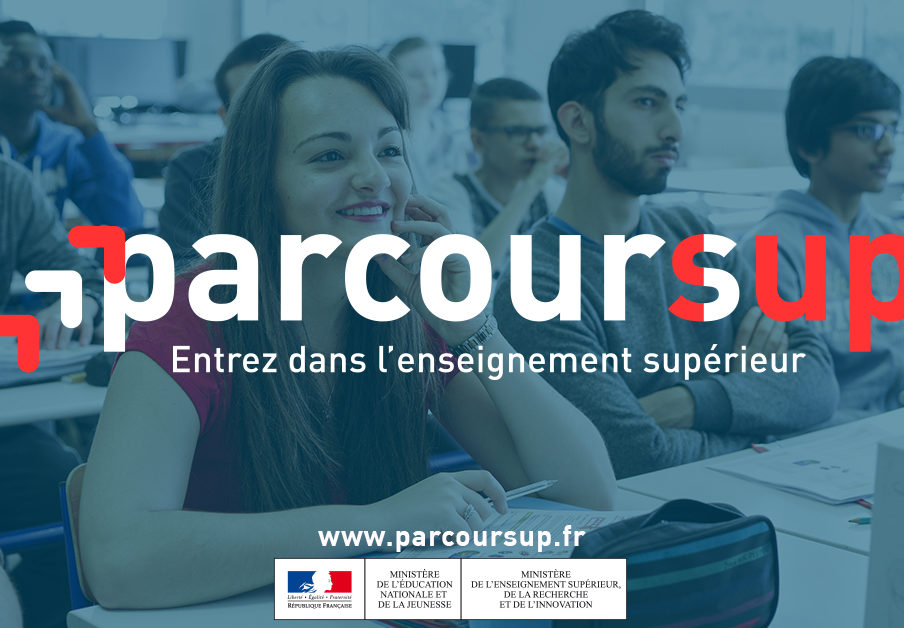 parcoursup
Entrez dans l'enseignement supérieur
www.parcoursup.fr
Liberté • Égalité • Fraternité
RÉPUBLIQUE FRANÇAISE
MINISTÈRE
DE L'ÉDUCATION
NATIONALE ET
DE LA JEUNESSE
MINISTÈRE
DE L'ENSEIGNEMENT SUPÉRIEUR,
DE LA RECHERCHE
ET DE L'INNOVATION